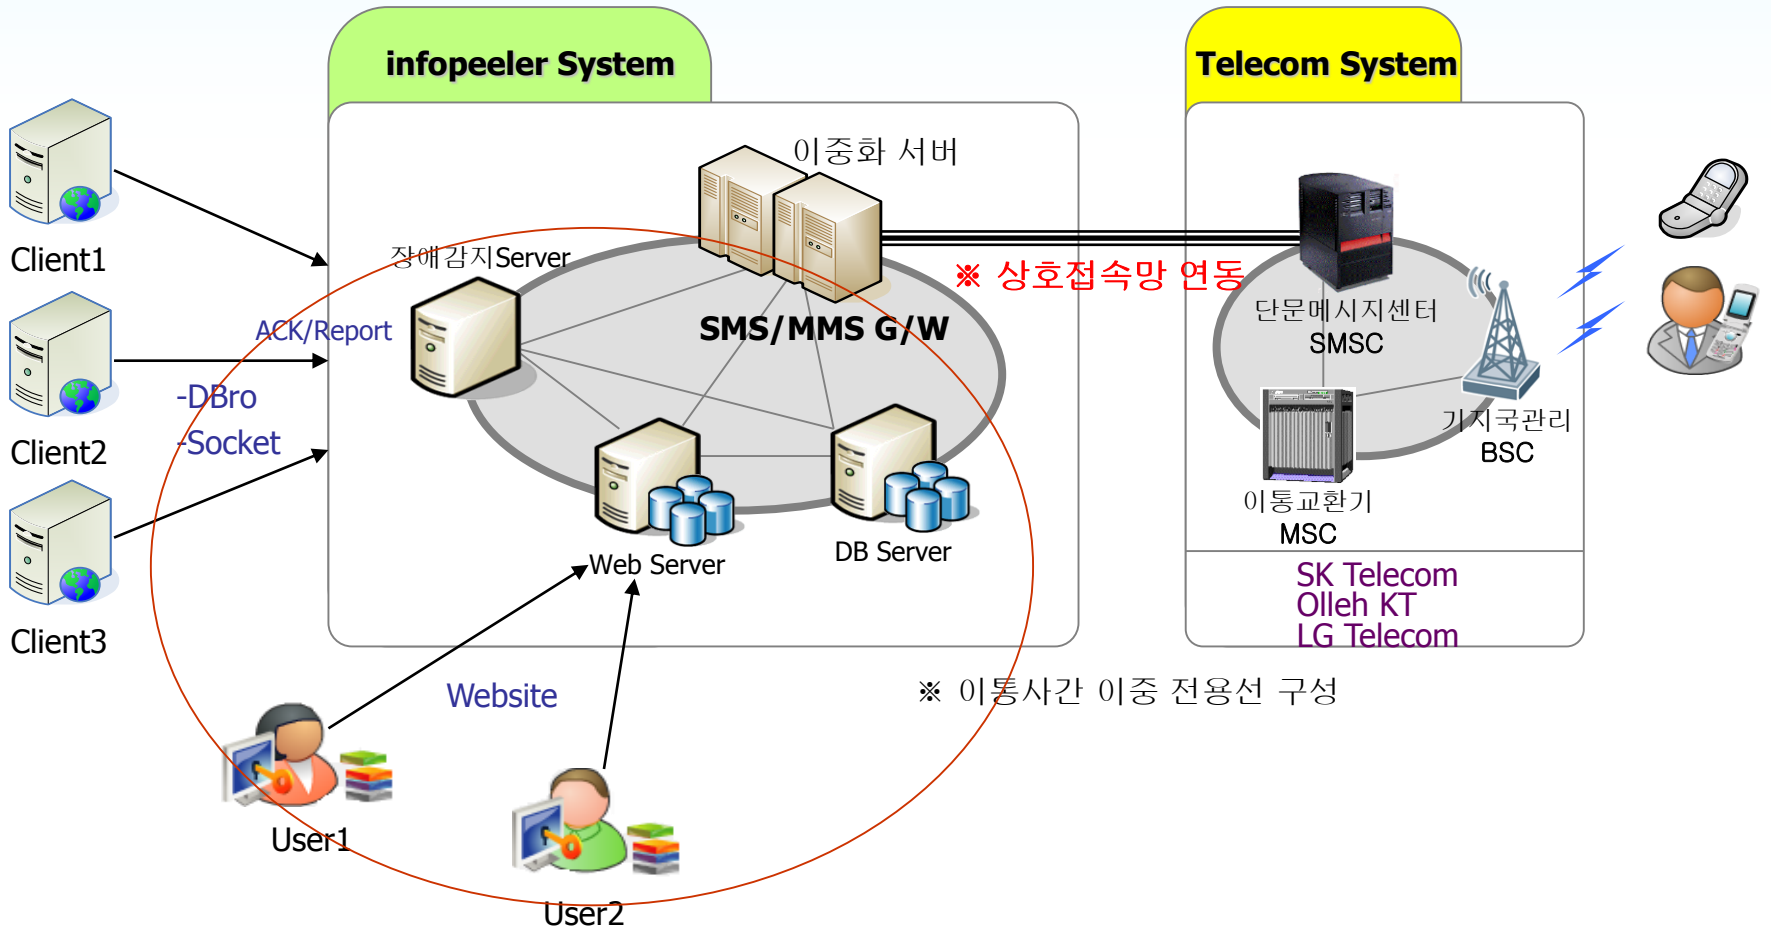 infopeeler System
Telecom System
이중화 서버
Client1
장애감지Server
※ 상호접속망 연동
ACK/Report
SMS/MMS G/W
단문메시지센터
SMSC
-DBro
-Socket
Client2
기지국관리
BSC
이통교환기
MSC
Web Server
DB Server
Client3
SK Telecom
Olleh KT
LG Telecom
Website
※ 이통사간 이중 전용선 구성
User1
User2